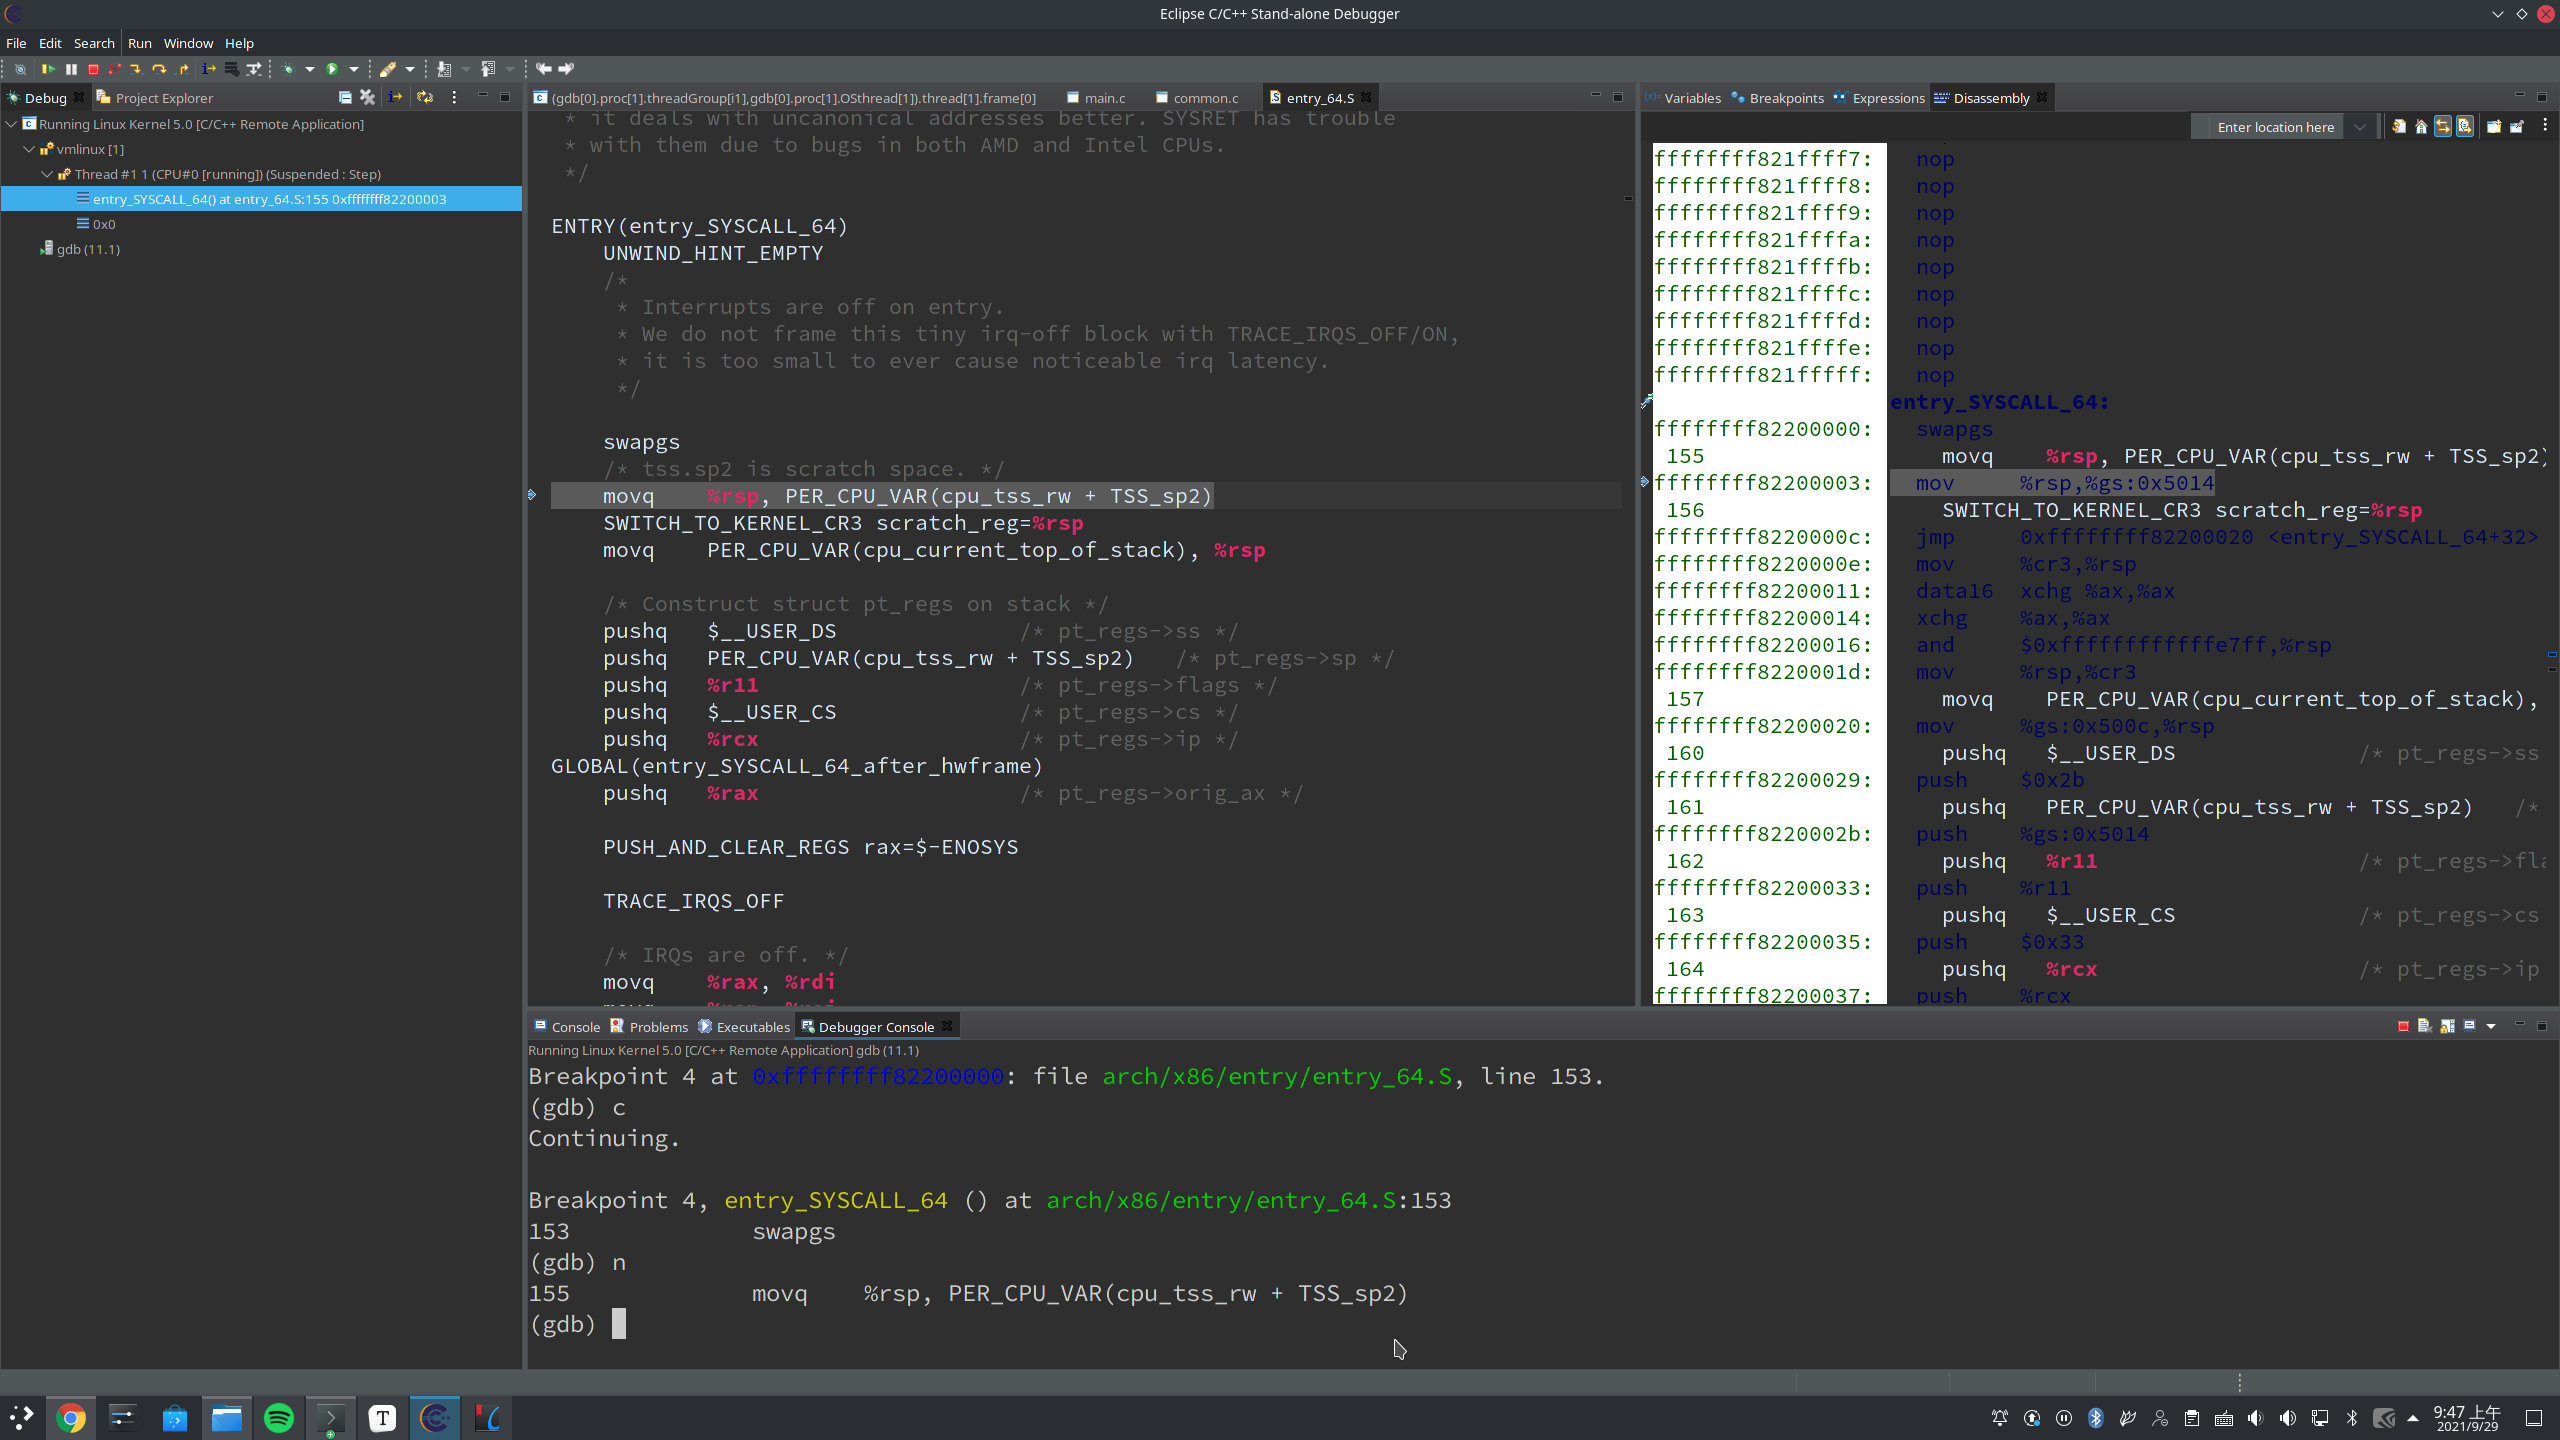 Eclipse C/C++ Stand-alone Debugger
File Edit Search Run Window Help
Debug Project Explorer
Running Linux Kernel 5.0 [C/C++ Remote Application]
vmlinux [1]
Thread #1 1 (CPU#0 [running]) (Suspended : Step)
entry_SYSCALL_64() at entry_64.S:155 0xffffffff82200003
0x0
gdb (11.1)
(gdb[0].proc[1].threadGroup[i1],gdb[0].proc[1].OSthread[1]).thread[1].frame[0] main.c common.c entry_64.S
* it deals with uncanonical addresses better. SYSRET has trouble
* with them due to bugs in both AMD and Intel CPUs.
*/
ENTRY(entry_SYSCALL_64)
UNWIND_HINT_EMPTY
/*
* Interrupts are off on entry.
* We do not frame this tiny irq-off block with TRACE_IRQS_OFF/ON,
* it is too small to ever cause noticeable irq latency.
*/
swapgs
/* tss.sp2 is scratch space. */
movq %rsp, PER_CPU_VAR(cpu_tss_rw + TSS_sp2)
SWITCH_TO_KERNEL_CR3 scratch_reg=%rsp
movq PER_CPU_VAR(cpu_current_top_of_stack), %rsp
/* Construct struct pt_regs on stack */
pushq $__USER_DS /* pt_regs->ss */
pushq PER_CPU_VAR(cpu_tss_rw + TSS_sp2) /* pt_regs->sp */
pushq %r11 /* pt_regs->flags */
pushq $__USER_CS /* pt_regs->cs */
pushq %rcx /* pt_regs->ip */
GLOBAL(entry_SYSCALL_64_after_hwframe)
pushq %rax /* pt_regs->orig_ax */
PUSH_AND_CLEAR_REGS rax=$-ENOSYS
TRACE_IRQS_OFF
/* IRQs are off. */
movq %rax, %rdi
Variables Breakpoints Expressions Disassembly
Enter location here
ffffffff821ffff7: nop
ffffffff821ffff8: nop
ffffffff821ffff9: nop
ffffffff821ffffa: nop
ffffffff821ffffb: nop
ffffffff821ffffc: nop
ffffffff821ffffd: nop
ffffffff821ffffe: nop
ffffffff821fffff: nop
entry_SYSCALL_64:
ffffffff82200000: swapgs
155 movq %rsp, PER_CPU_VAR(cpu_tss_rw + TSS_sp2)
ffffffff82200003: mov %rsp,%gs:0x5014
156 SWITCH_TO_KERNEL_CR3 scratch_reg=%rsp
ffffffff8220000c: jmp 0xffffffff82200020 <entry_SYSCALL_64+32>
ffffffff8220000e: mov %cr3,%rsp
ffffffff82200011: data16 xchg %ax,%ax
ffffffff82200014: xchg %ax,%ax
ffffffff82200016: and $0xffffffffffffe7ff,%rsp
ffffffff8220001d: mov %rsp,%cr3
157 movq PER_CPU_VAR(cpu_current_top_of_stack),
ffffffff82200020: mov %gs:0x500c,%rsp
160 pushq $__USER_DS /* pt_regs->ss
ffffffff82200029: push $0x2b
161 pushq PER_CPU_VAR(cpu_tss_rw + TSS_sp2) /*
ffffffff8220002b: push %gs:0x5014
162 pushq %r11 /* pt_regs->fla
ffffffff82200033: push %r11
163 pushq $__USER_CS /* pt_regs->cs
ffffffff82200035: push $0x33
164 pushq %rcx /* pt_regs->ip
ffffffff82200037: push %rcx
Console Problems Executables Debugger Console
Running Linux Kernel 5.0 [C/C++ Remote Application] gdb (11.1)
Breakpoint 4 at 0xffffffff82200000: file arch/x86/entry/entry_64.S, line 153.
(gdb) c
Continuing.
Breakpoint 4, entry_SYSCALL_64 () at arch/x86/entry/entry_64.S:153
153 swapgs
(gdb) n
155 movq %rsp, PER_CPU_VAR(cpu_tss_rw + TSS_sp2)
(gdb)
9:47 上午
2021/9/29